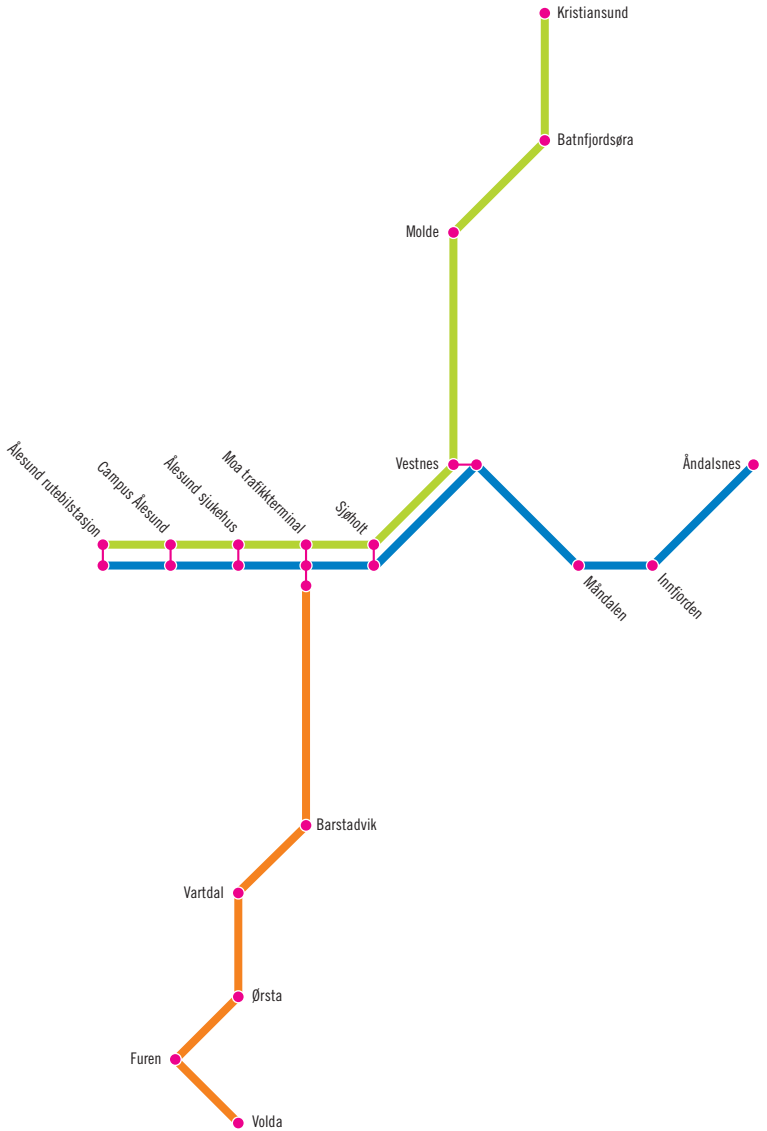 Kristiansund
Batnfjordsøra
Molde
Vestnes
Åndalsnes
Ålesund rutebilstasjon
Campus Ålesund
Ålesund sjukehus
Moa trafikkterminal
Sjøholt
Måndalen
Innfjorden
Barstadvik
Vartdal
Ørsta
Furen
Volda